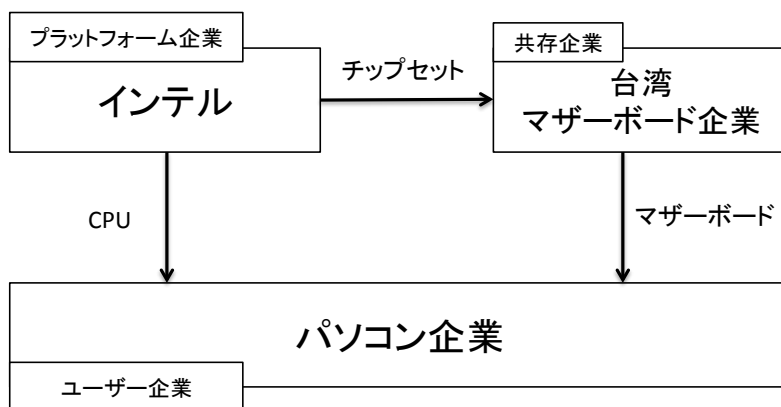 プラットフォーム企業
インテル
チップセット
共存企業
台湾
マザーボード企業
CPU
マザーボード
パソコン企業
ユーザー企業